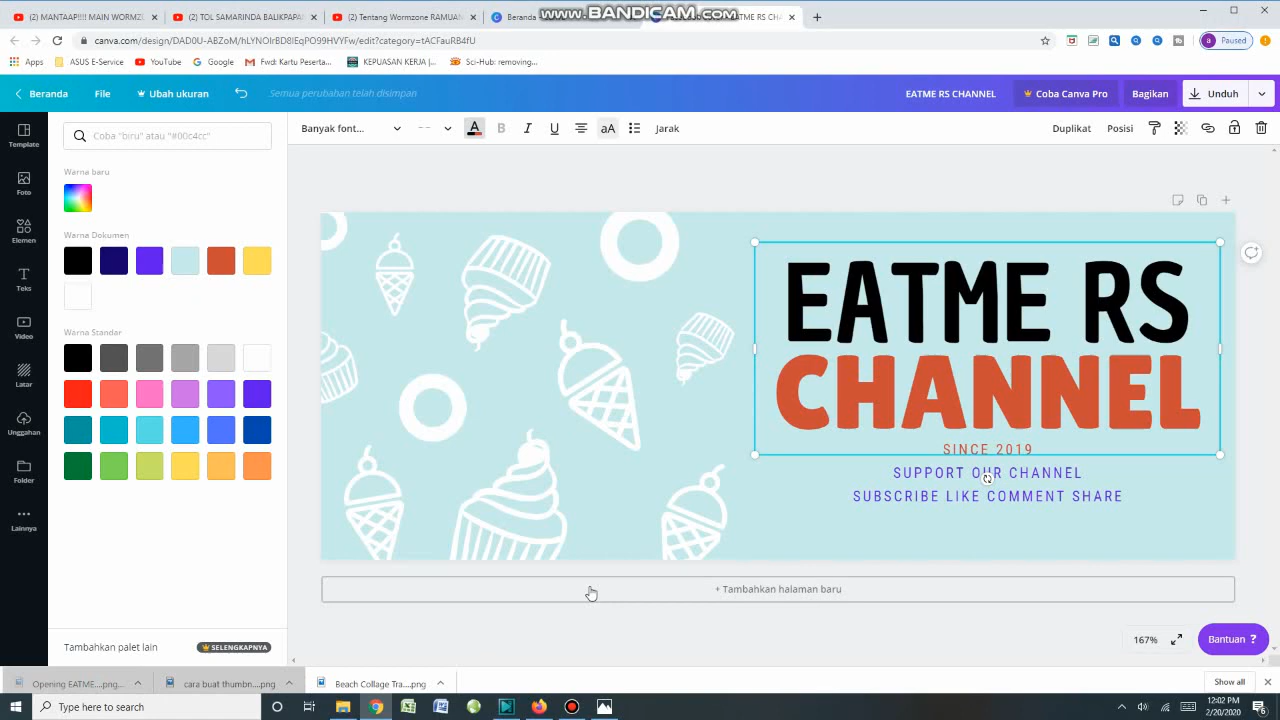 (2) MANTAAP!!!! MAIN WORMZ
(2) TOL SAMARINDA BALIKPAPA
(2) Tentang Wormzone RAMUA
Beranda
www.BANDICAM.com
EATME RS CH
canva.com/design/
/edit?category=tACFauRB4fU
Paused
Apps
ASUS E-Service
YouTube
Google
Fwd: Kartu Peserta...
KEPUASAN KERJA |...
Sci-Hub: removing...
Beranda
File
Ubah ukuran
Semua perubahan telah disimpan
EATME RS CHANNEL
Coba Canva Pro
Bagikan
Unduh
Template
Foto
Elemen
Teks
Video
Latar
Unggahan
Folder
Lainnya
Coba "biru" atau "#00c4cc"
Banyak font...
-- --
A
B
I
U
aA
Jarak
Duplikat
Posisi
Warna baru
Warna Dokumen
Warna Standar
EATME RS
CHANNEL
SINCE 2019
SUPPORT OUR CHANNEL
SUBSCRIBE LIKE COMMENT SHARE
+ Tambahkan halaman baru
Tambahkan palet lain
SELENGKAPNYA
167%
Bantuan ?
Opening EATME....png
cara buat thumbn....png
Beach Collage Tra....png
Show all
Type here to search
12:02 PM
2/20/2020